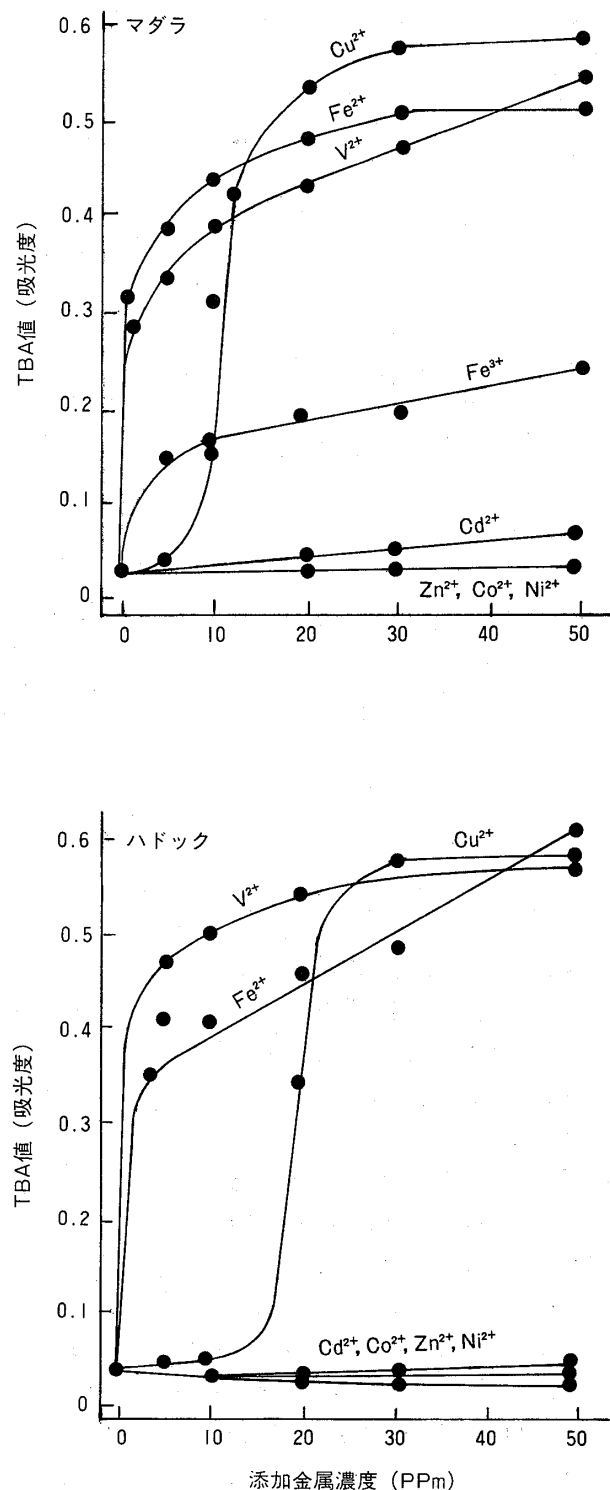 マダラ
0.6
0.5
0.4
0.3
0.2
0.1
0
TBA値 (吸光度)
Cu²⁺
Fe²⁺
V²⁺
Fe³⁺
Cd²⁺
Zn²⁺, Co²⁺, Ni²⁺
0 10 20 30 40 50
ハドック
0.6
0.5
0.4
0.3
0.2
0.1
0
TBA値 (吸光度)
Cu²⁺
V²⁺
Fe²⁺
Cd²⁺, Co²⁺, Zn²⁺, Ni²⁺
0 10 20 30 40 50
添加金属濃度 (PPm)